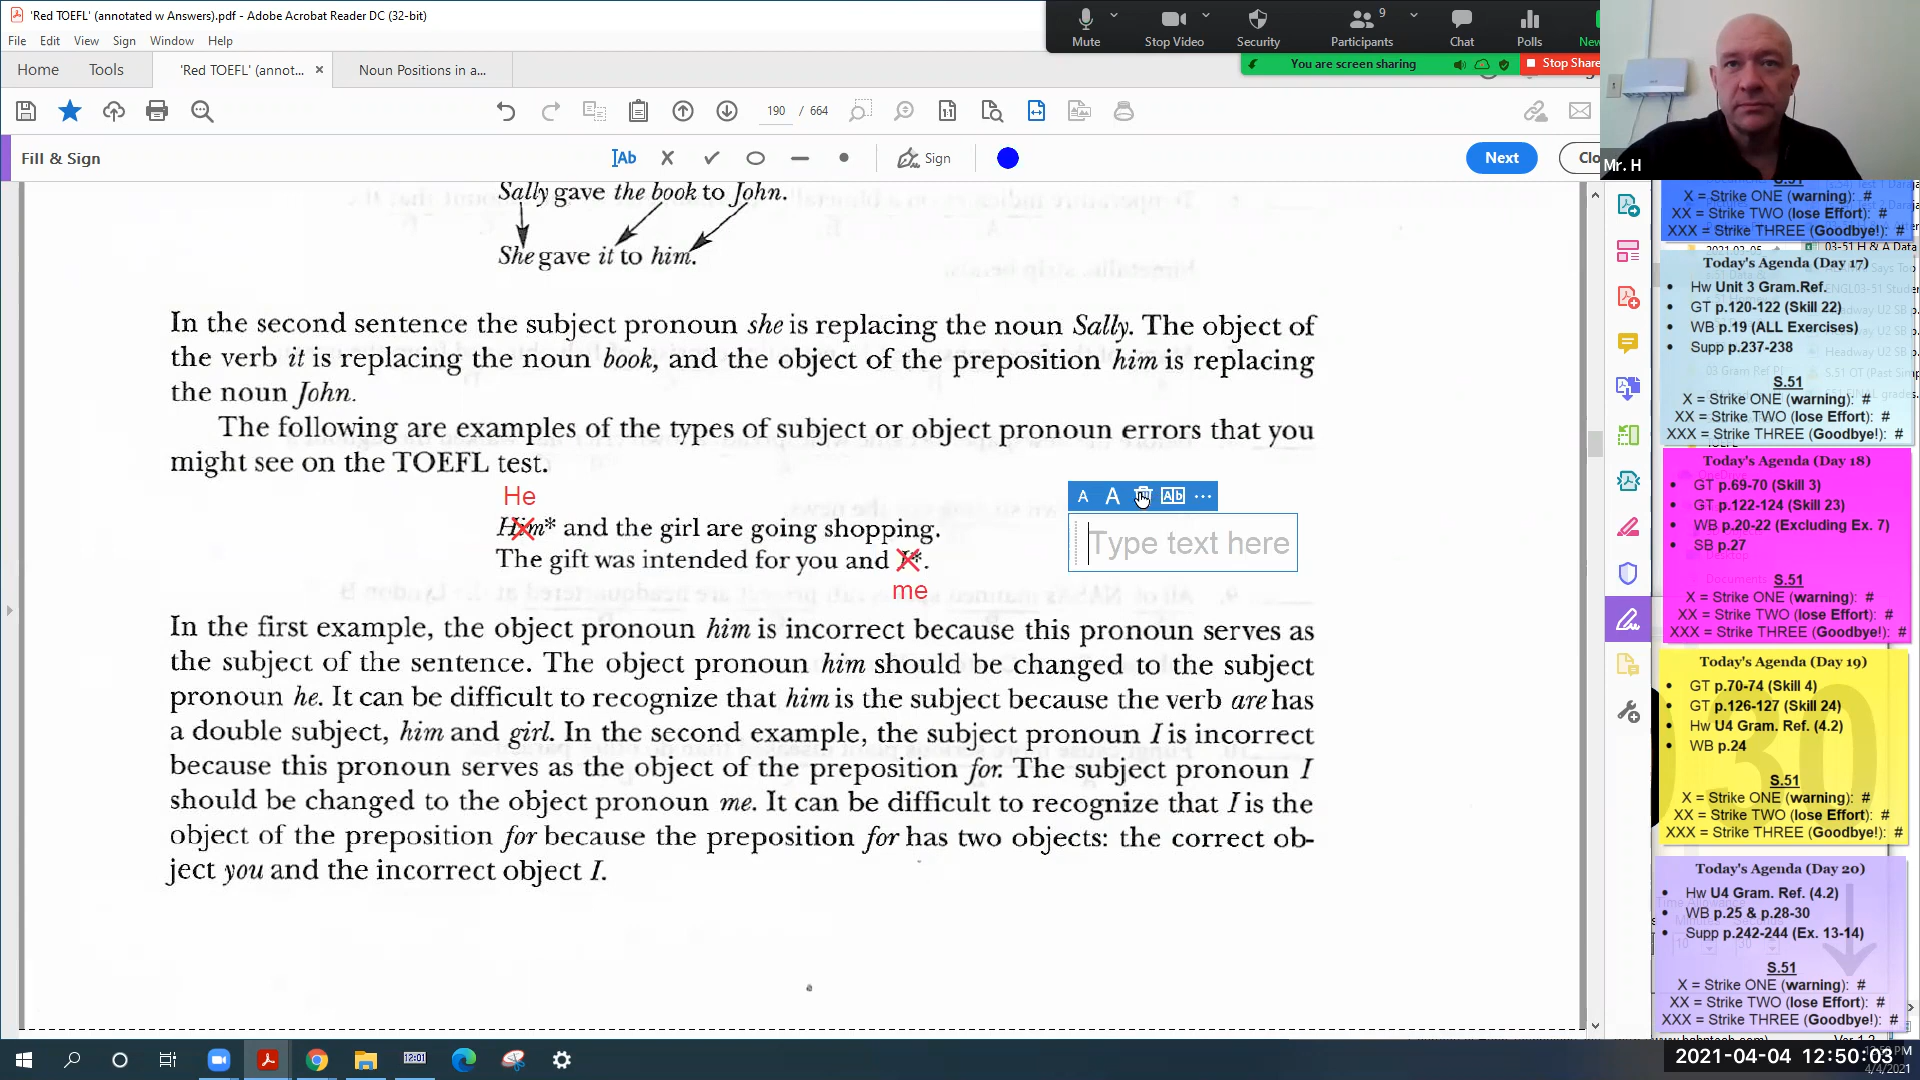 'Red TOEFL' (annotated w Answers).pdf - Adobe Acrobat Reader DC (32-bit)
File Edit View Sign Window Help
Home Tools 'Red TOEFL' (annot... × Noun Positions in a...
Mute Stop Video Security Participants 9 Chat Polls New
You are screen sharing Stop Share
190 / 664
Fill & Sign
Ab Sign Next Clo
Mr. H
Sally gave the book to John.
She gave it to him.
In the second sentence the subject pronoun she is replacing the noun Sally. The object of
the verb it is replacing the noun book, and the object of the preposition him is replacing
the noun John.
The following are examples of the types of subject or object pronoun errors that you
might see on the TOEFL test.
He
Him* and the girl are going shopping.
The gift was intended for you and I*.
me
A A Ab ...
Type text here
In the first example, the object pronoun him is incorrect because this pronoun serves as
the subject of the sentence. The object pronoun him should be changed to the subject
pronoun he. It can be difficult to recognize that him is the subject because the verb are has
a double subject, him and girl. In the second example, the subject pronoun I is incorrect
because this pronoun serves as the object of the preposition for. The subject pronoun I
should be changed to the object pronoun me. It can be difficult to recognize that I is the
object of the preposition for because the preposition for has two objects: the correct ob-
ject you and the incorrect object I.
S.51
X = Strike ONE (warning): #
XX = Strike TWO (lose Effort): #
XXX = Strike THREE (Goodbye!): #
Today's Agenda (Day 17)
• Hw Unit 3 Gram.Ref.
• GT p.120-122 (Skill 22)
• WB p.19 (ALL Exercises)
• Supp p.237-238
S.51
X = Strike ONE (warning): #
XX = Strike TWO (lose Effort): #
XXX = Strike THREE (Goodbye!): #
Today's Agenda (Day 18)
• GT p.69-70 (Skill 3)
• GT p.122-124 (Skill 23)
• WB p.20-22 (Excluding Ex. 7)
• SB p.27
S.51
X = Strike ONE (warning): #
XX = Strike TWO (lose Effort): #
XXX = Strike THREE (Goodbye!): #
Today's Agenda (Day 19)
• GT p.70-74 (Skill 4)
• GT p.126-127 (Skill 24)
• Hw U4 Gram. Ref. (4.2)
• WB p.24
S.51
X = Strike ONE (warning): #
XX = Strike TWO (lose Effort): #
XXX = Strike THREE (Goodbye!): #
Today's Agenda (Day 20)
• Hw U4 Gram. Ref. (4.2)
• WB p.25 & p.28-30
• Supp p.242-244 (Ex. 13-14)
S.51
X = Strike ONE (warning): #
XX = Strike TWO (lose Effort): #
XXX = Strike THREE (Goodbye!): #
12:01
2021-04-04 12:50:03
4/4/2021